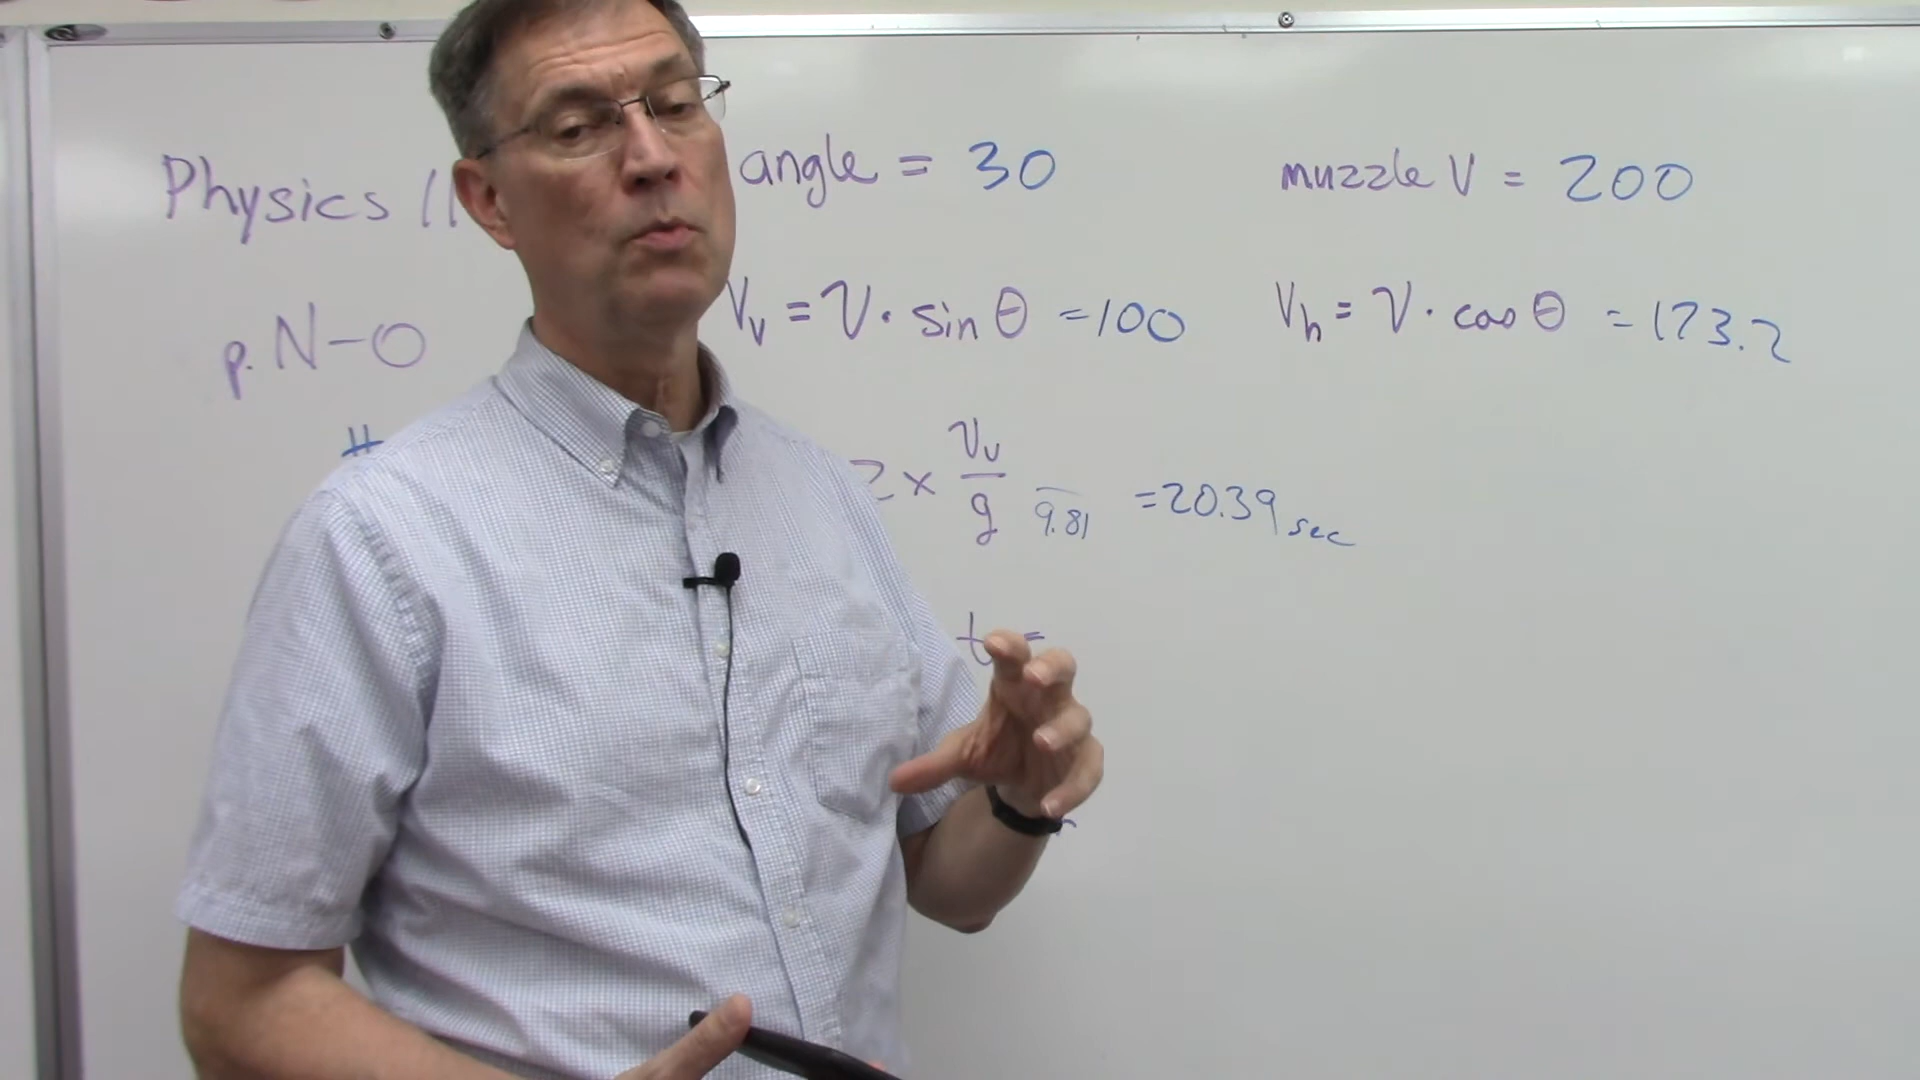 Physics 11
angle = 30
muzzle V = 200
p. N-O
Vv = V · sin θ = 100
Vh = V · cos θ = 173.2
#
2 × Vv/g 9.81 = 20.39 sec
t =